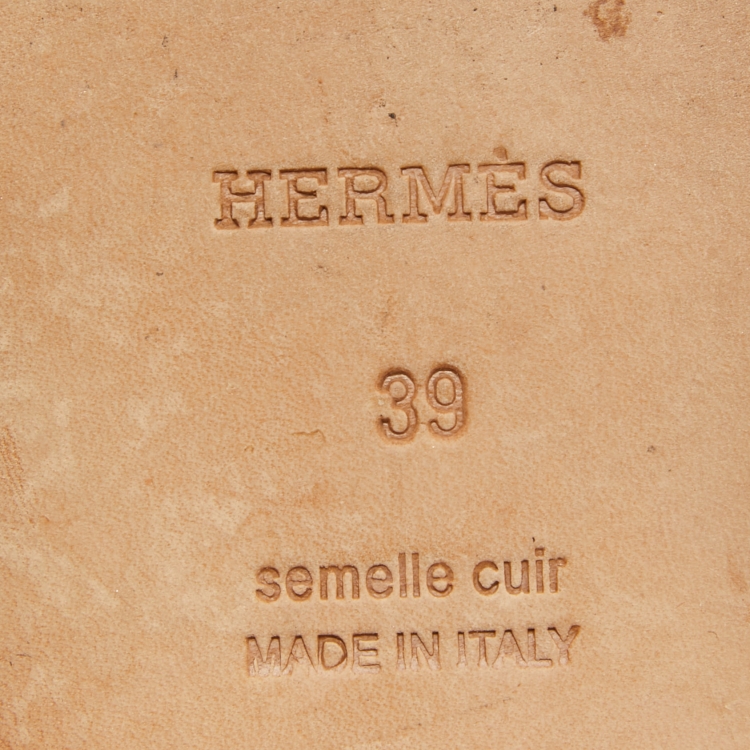 HERMÈS
39
semelle cuir
MADE IN ITALY